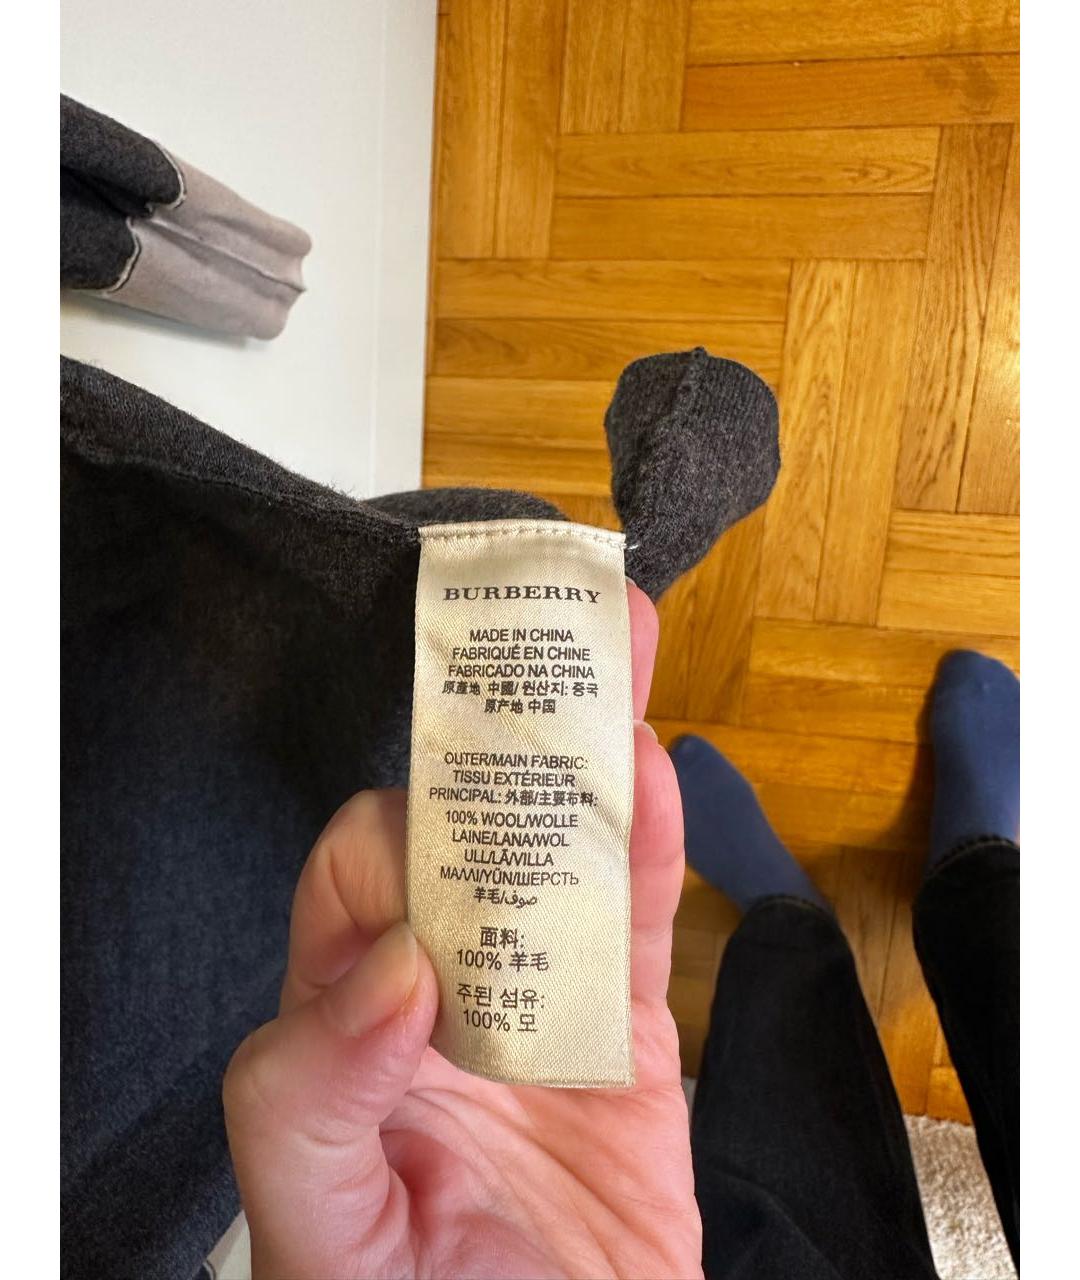 BURBERRY
MADE IN CHINA
FABRIQUÉ EN CHINE
FABRICADO NA CHINA
原產地 中國/ 원산지: 중국
原产地 中国
OUTER/MAIN FABRIC:
TISSU EXTÉRIEUR
PRINCIPAL: 外部/主要布料:
100% WOOL/WOLLE
LAINE/LANA/WOL
ULL/LÃ/VILLA
ΜΑΛΛΙ/YÜN/ШЕРСТЬ
羊毛/صوف
面料:
100% 羊毛
주된 섬유:
100% 모